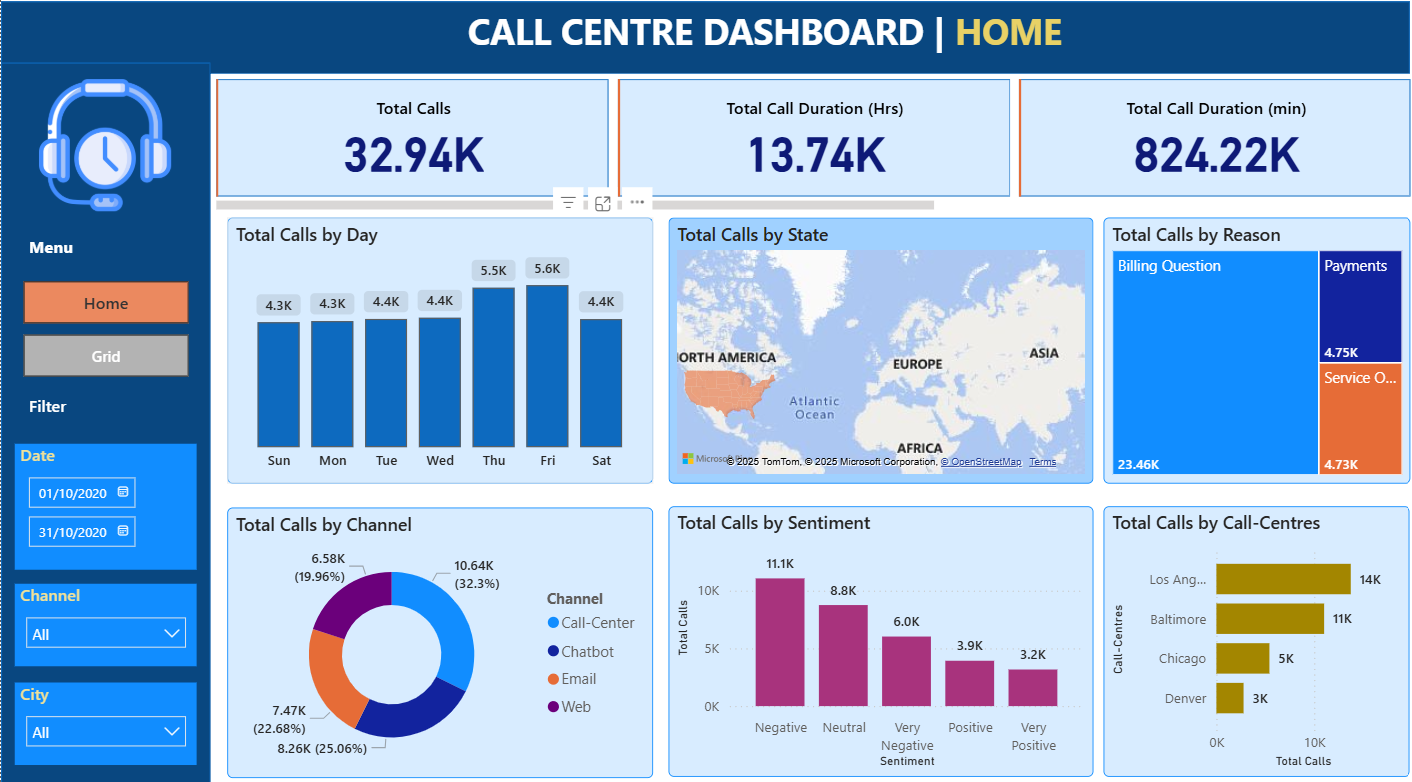 CALL CENTRE DASHBOARD | HOME
Menu
Home
Grid
Filter
Date
01/10/2020
31/10/2020
Channel
All
City
All
Total Calls
32.94K
Total Call Duration (Hrs)
13.74K
Total Call Duration (min)
824.22K
Total Calls by Day
4.3K
4.3K
4.4K
4.4K
5.5K
5.6K
4.4K
Sun
Mon
Tue
Wed
Thu
Fri
Sat
Total Calls by State
ORTH AMERICA
EUROPE
ASIA
Atlantic
Ocean
AFRICA
Microsoft
© 2025 TomTom, © 2025 Microsoft Corporation, © OpenStreetMap Terms
Total Calls by Reason
Billing Question
23.46K
Payments
4.75K
Service O...
4.73K
Total Calls by Channel
6.58K
(19.96%)
10.64K
(32.3%)
7.47K
(22.68%)
8.26K (25.06%)
Channel
Call-Center
Chatbot
Email
Web
Total Calls by Sentiment
Total Calls
10K
5K
0K
11.1K
8.8K
6.0K
3.9K
3.2K
Negative
Neutral
Very
Negative
Positive
Very
Positive
Sentiment
Total Calls by Call-Centres
Call-Centres
Los Ang...
14K
Baltimore
11K
Chicago
5K
Denver
3K
0K
10K
Total Calls